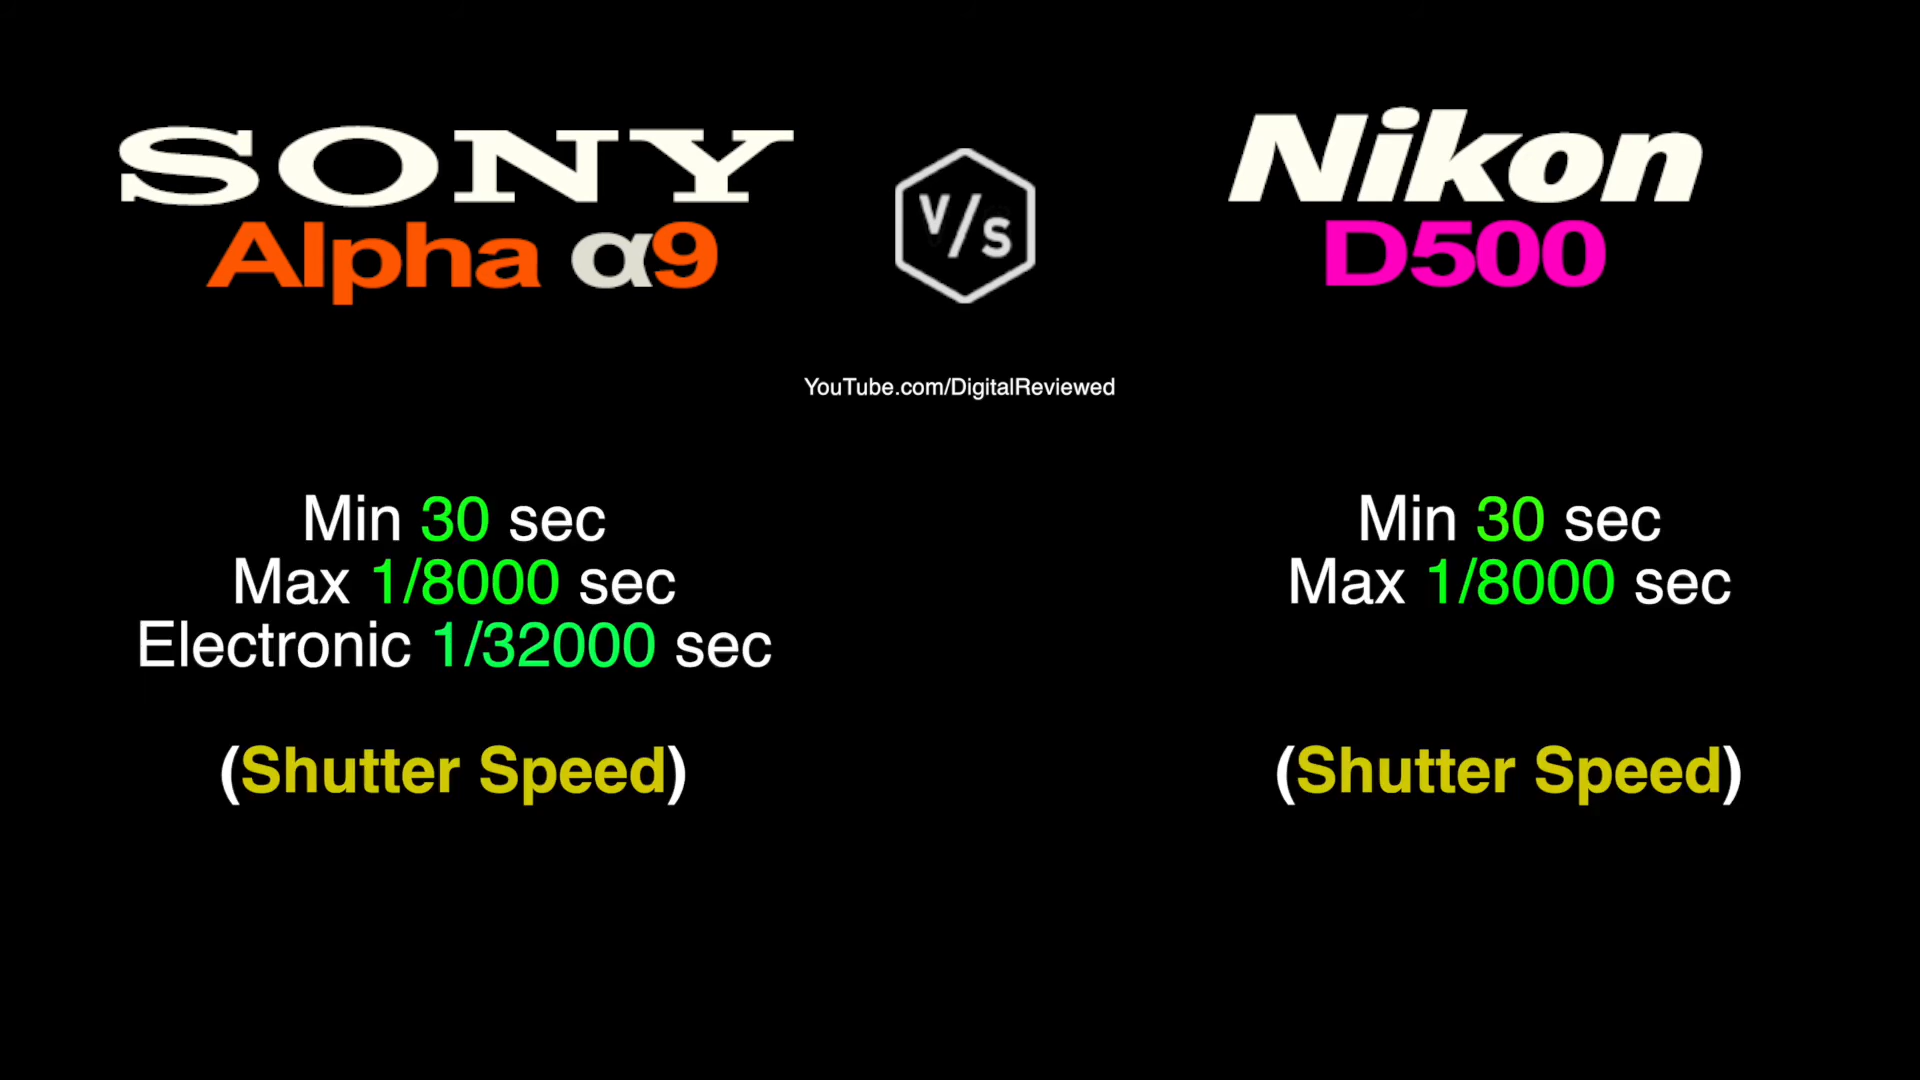 SONY
Alpha α9
V/S
Nikon
D500
YouTube.com/DigitalReviewed
Min 30 sec
Max 1/8000 sec
Electronic 1/32000 sec
(Shutter Speed)
Min 30 sec
Max 1/8000 sec
(Shutter Speed)